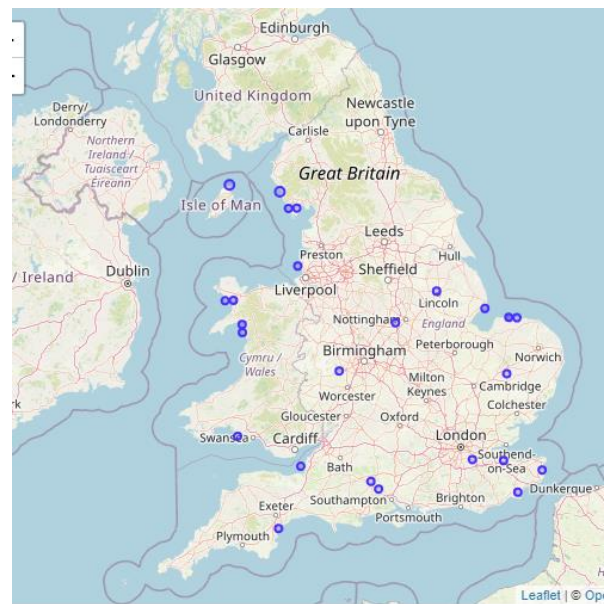 Edinburgh
Glasgow
United Kingdom
Derry/
Londonderry
Newcastle
upon Tyne
Carlisle
Northern
Ireland /
Tuaisceart
Éireann
Great Britain
Isle of Man
Leeds
Preston
Hull
/ Ireland
Dublin
Sheffield
Liverpool
Lincoln
Nottingham
England
Norwich
Birmingham
Peterborough
Cymru /
Wales
Worcester
Milton
Keynes
Cambridge
Colchester
Gloucester
Oxford
Swansea
Cardiff
London
Southend-
on-Sea
Bath
Dunkerque
Southampton
Brighton
Exeter
Portsmouth
Plymouth
Leaflet | © Ope